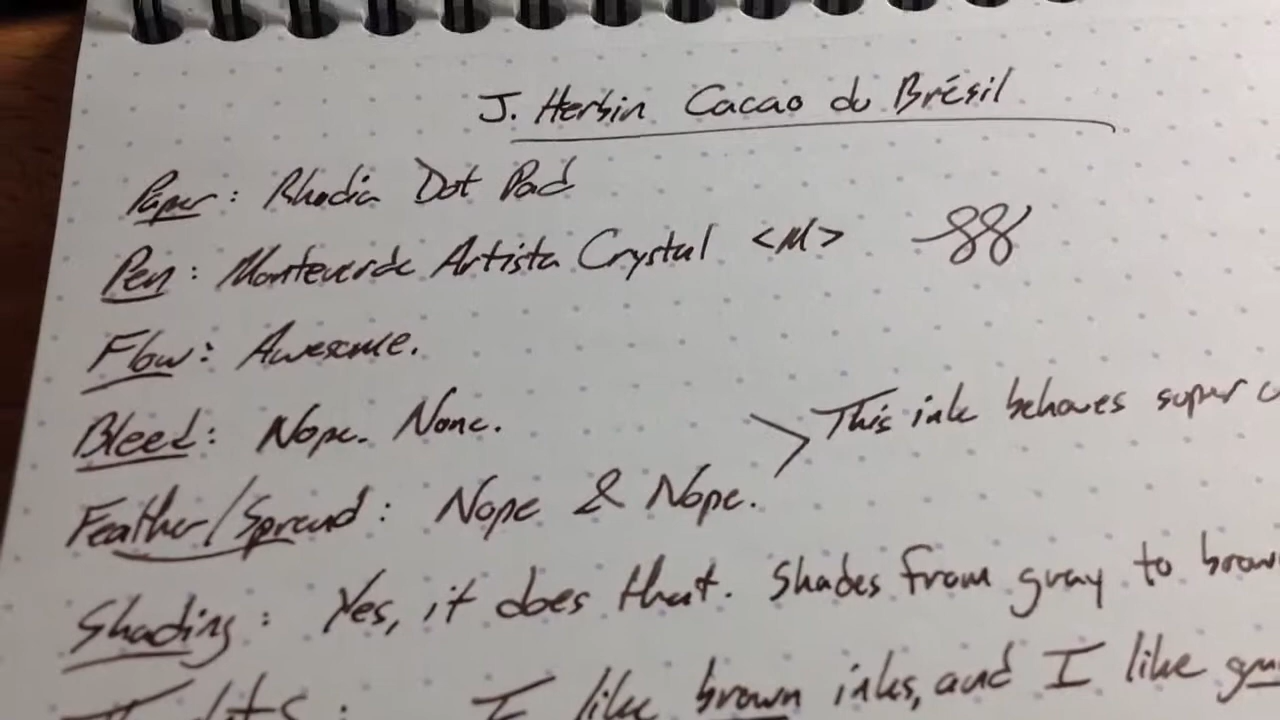 J. Herbin Cacao du Brésil
Paper: Rhodia Dot Pad
Pen: Monteverde Artista Crystal <M>
Flow: Awesome.
Bleed: Nope. None.
This ink behaves super
Feather/Spread: Nope & Nope.
Shading: Yes, it does that. Shades from gray to brow
I like brown inks, and I like